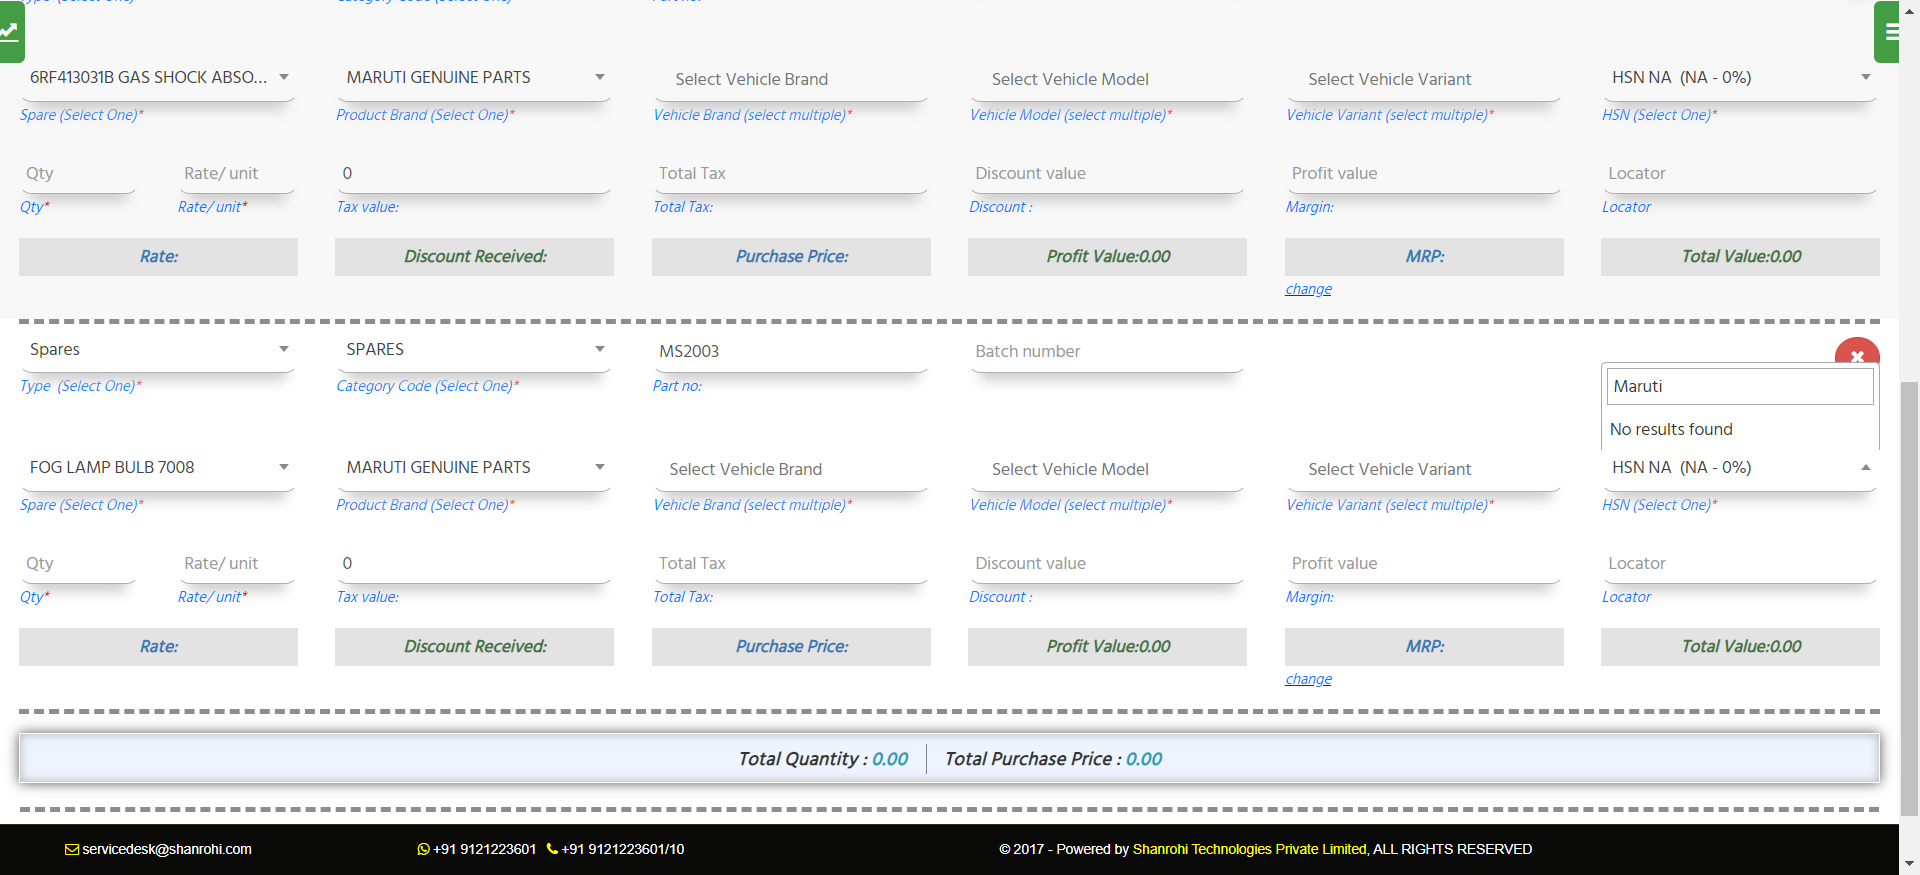 Type (Select One)*
Category Code (Select One)*
Part no:
6RF413031B GAS SHOCK ABSO...
MARUTI GENUINE PARTS
Select Vehicle Brand
Select Vehicle Model
Select Vehicle Variant
HSN NA (NA - 0%)
Spare (Select One)*
Product Brand (Select One)*
Vehicle Brand (select multiple)*
Vehicle Model (select multiple)*
Vehicle Variant (select multiple)*
HSN (Select One)*
Qty
Rate/ unit
0
Total Tax
Discount value
Profit value
Locator
Qty*
Rate/ unit*
Tax value:
Total Tax:
Discount :
Margin:
Locator
Rate:
Discount Received:
Purchase Price:
Profit Value:0.00
MRP:
Total Value:0.00
change
Spares
SPARES
MS2003
Batch number
Type (Select One)*
Category Code (Select One)*
Part no:
Maruti
No results found
FOG LAMP BULB 7008
MARUTI GENUINE PARTS
Select Vehicle Brand
Select Vehicle Model
Select Vehicle Variant
HSN NA (NA - 0%)
Spare (Select One)*
Product Brand (Select One)*
Vehicle Brand (select multiple)*
Vehicle Model (select multiple)*
Vehicle Variant (select multiple)*
HSN (Select One)*
Qty
Rate/ unit
0
Total Tax
Discount value
Profit value
Locator
Qty*
Rate/ unit*
Tax value:
Total Tax:
Discount :
Margin:
Locator
Rate:
Discount Received:
Purchase Price:
Profit Value:0.00
MRP:
Total Value:0.00
change
Total Quantity : 0.00
Total Purchase Price : 0.00
servicedesk@shanrohi.com
+91 9121223601
+91 9121223601/10
© 2017 - Powered by Shanrohi Technologies Private Limited, ALL RIGHTS RESERVED